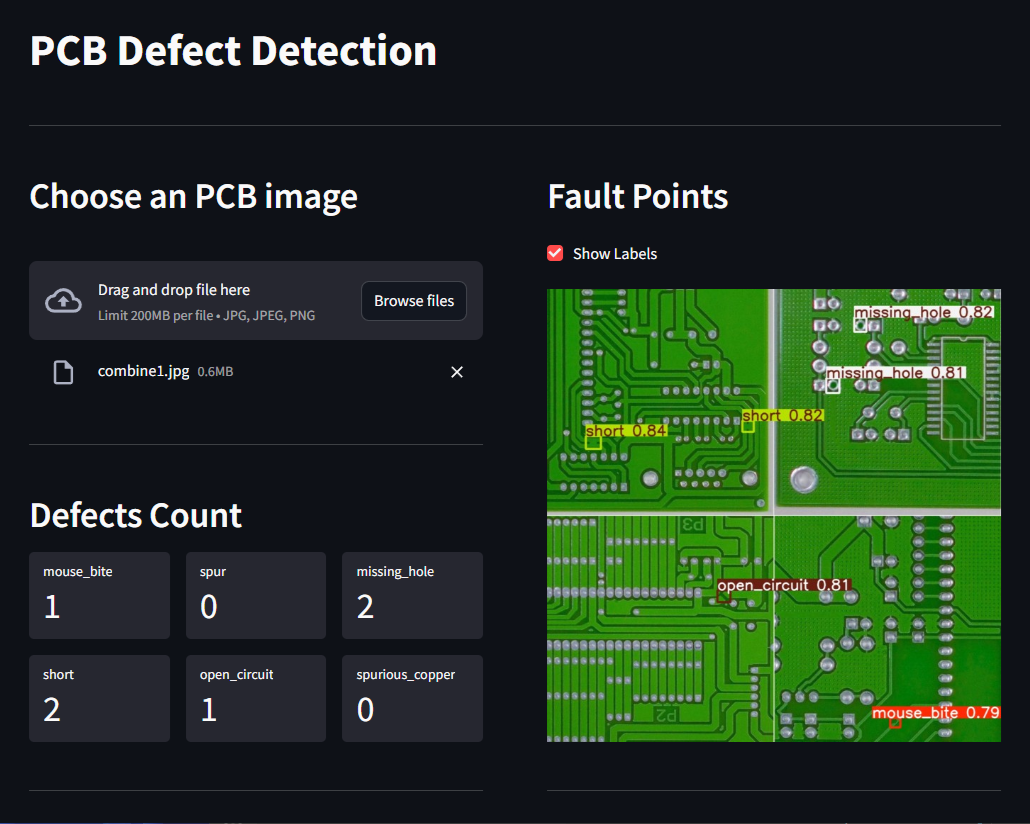 PCB Defect Detection
Choose an PCB image
Drag and drop file here
Limit 200MB per file • JPG, JPEG, PNG
Browse files
combine1.jpg 0.6MB
Defects Count
mouse_bite
1
spur
0
missing_hole
2
short
2
open_circuit
1
spurious_copper
0
Fault Points
Show Labels
missing_hole 0.82
missing_hole 0.81
short 0.82
short 0.84
P3
open_circuit 0.81
P2
mouse_bite 0.79